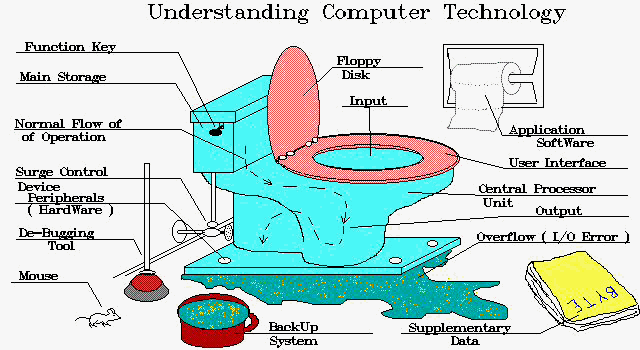 Understanding Computer Technology
Function Key
Main Storage
Normal Flow of
of Operation
Surge Control
Device
Peripherals
( HardWare )
De-Bugging
Tool
Mouse
Floppy
Disk
Input
Application
SoftWare
User Interface
Central Processor
Unit
Output
Overflow ( I/O Error )
BackUp
System
Supplementary
Data
BYTE